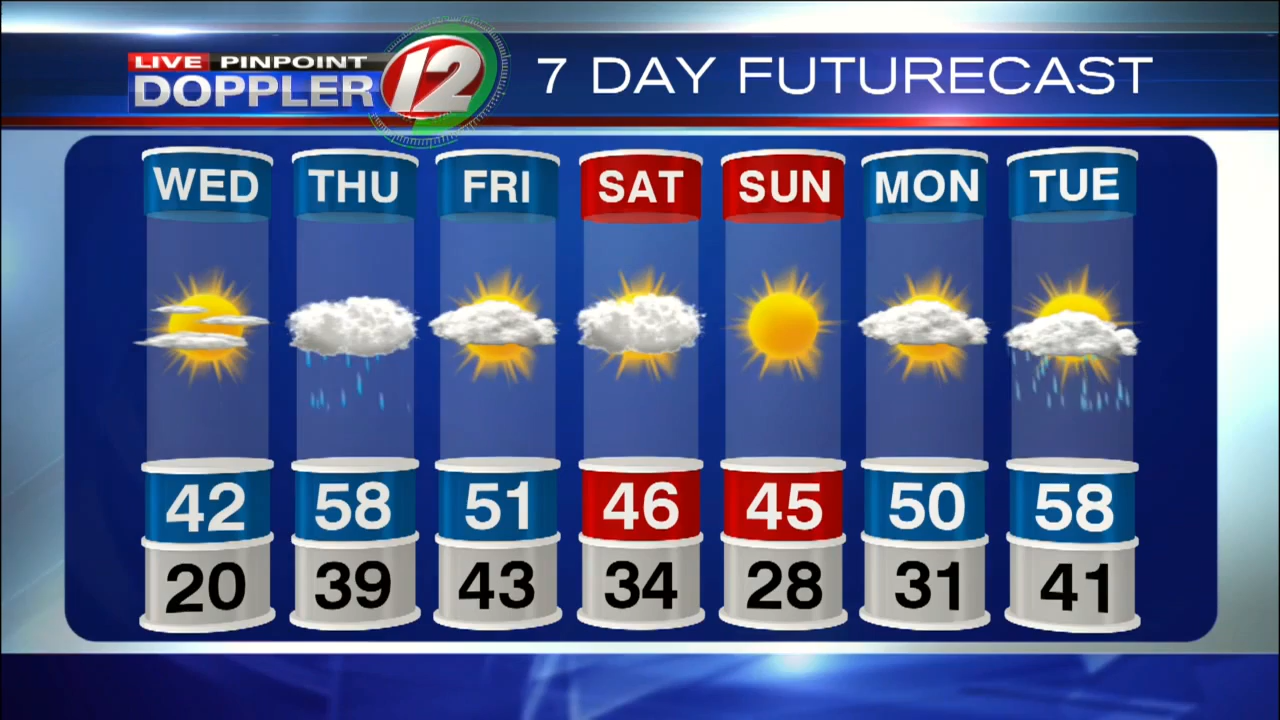 LIVE PINPOINT
DOPPLER 12
7 DAY FUTURECAST
WED THU FRI SAT SUN MON TUE
42 58 51 46 45 50 58
20 39 43 34 28 31 41